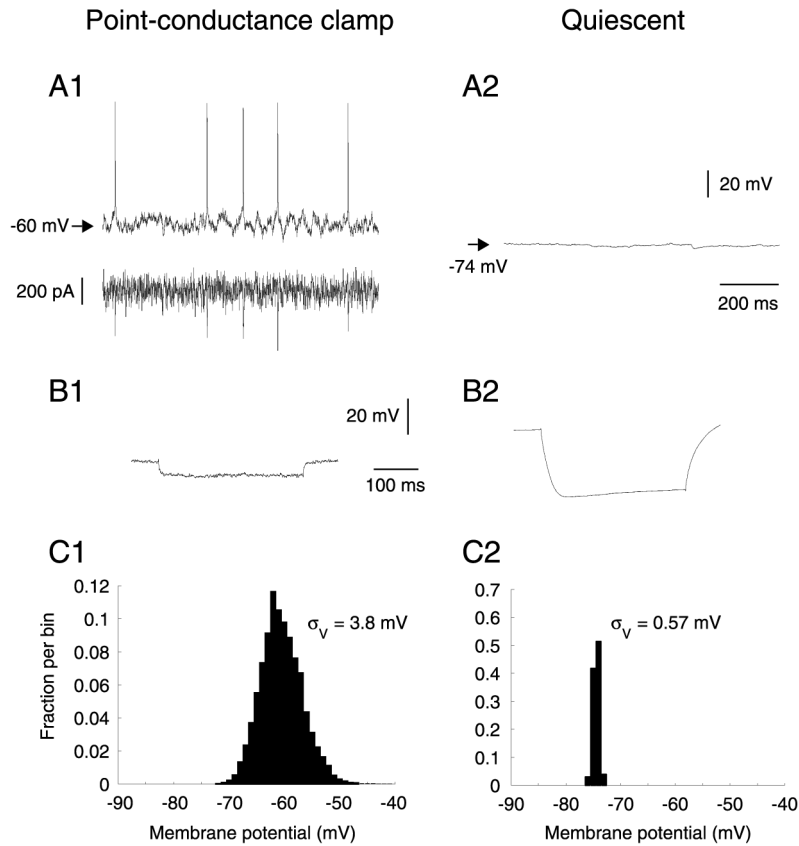 Point-conductance clamp
Quiescent
A1
A2
-60 mV
20 mV
-74 mV
200 pA
200 ms
B1
B2
20 mV
100 ms
C1
C2
Fraction per bin
0.12
0.1
0.08
0.06
0.04
0.02
0
σV = 3.8 mV
-90
-80
-70
-60
-50
-40
Membrane potential (mV)
0.7
0.6
0.5
0.4
0.3
0.2
0.1
0
σV = 0.57 mV
-90
-80
-70
-60
-50
-40
Membrane potential (mV)